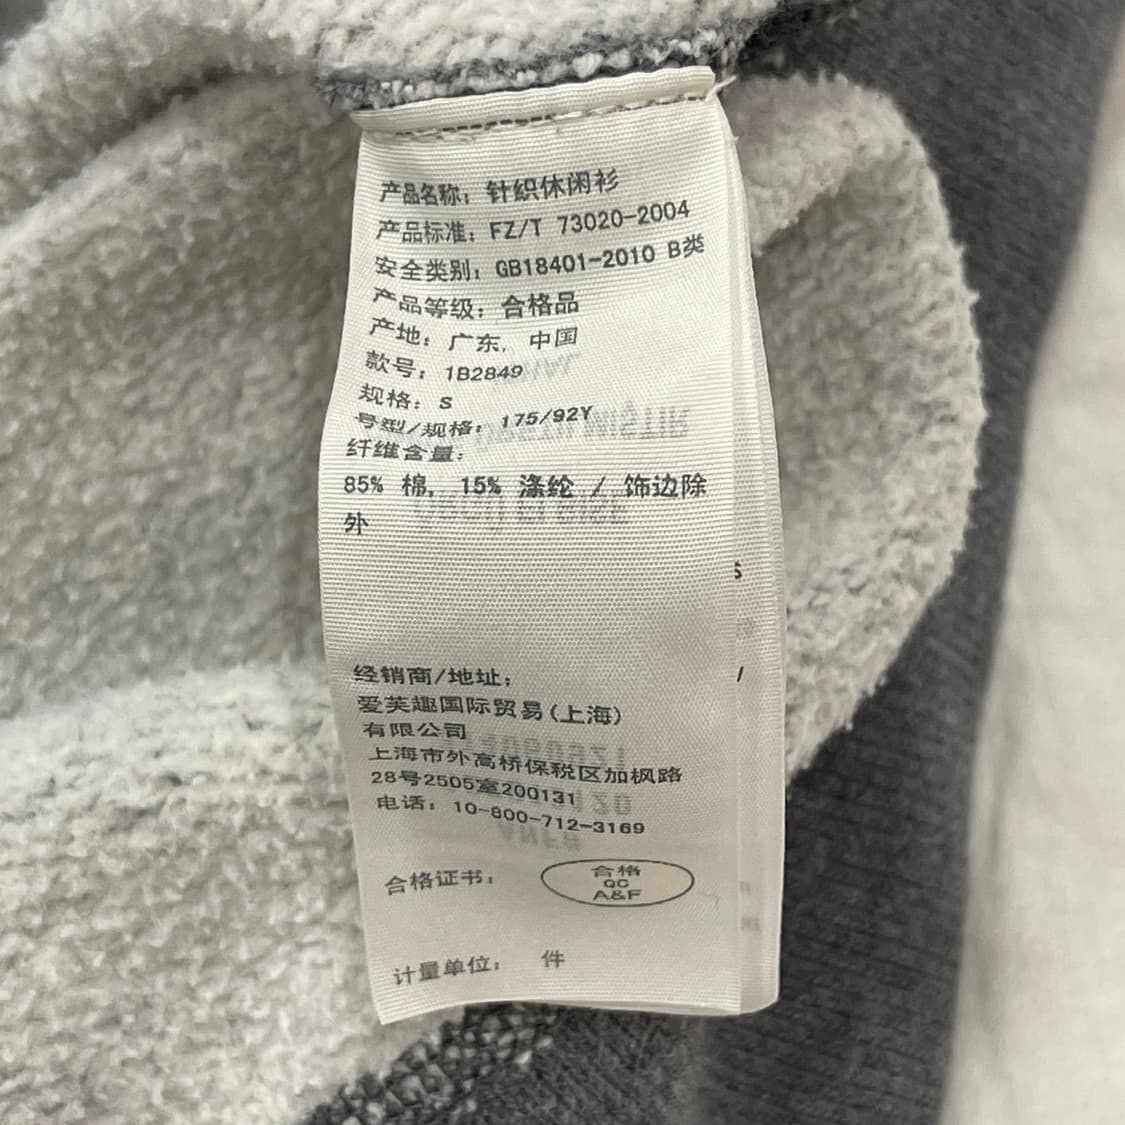 产品名称: 针织休闲衫
产品标准: FZ/T 73020-2004
安全类别: GB18401-2010 B类
产品等级: 合格品
产地: 广东, 中国
款号: 1B2849
规格: S
号型/规格: 175/92Y
纤维含量:
85% 棉, 15% 涤纶 / 饰边除
外
经销商/地址:
爱芙趣国际贸易(上海)
有限公司
上海市外高桥保税区加枫路
28号2505室200131
电话: 10-800-712-3169
合格证书:
合格
QC
A&F
计量单位: 件